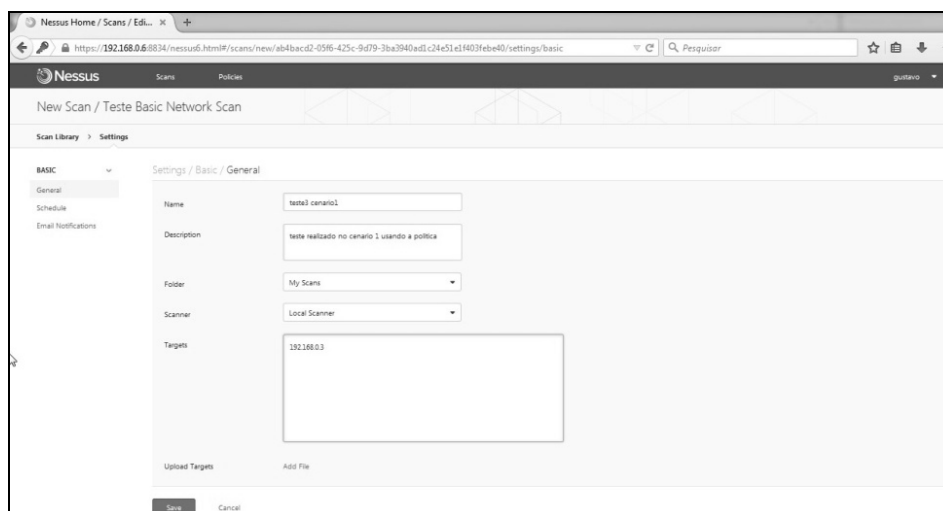 Nessus Home / Scans / Edi... × +
https://192.168.0.6:8834/nessus6.html#/scans/new/ab4bacd2-05f6-425c-9d79-3ba3940ad1c24e51e1f403febe40/settings/basic
Pesquisar
Nessus Scans Policies gustavo
New Scan / Teste Basic Network Scan
Scan Library > Settings
BASIC
General
Schedule
Email Notifications
Settings / Basic / General
Name teste3 cenario1
Description teste realizado no cenario 1 usando a politica
Folder My Scans
Scanner Local Scanner
Targets 192.168.0.3
Upload Targets Add File
Save Cancel